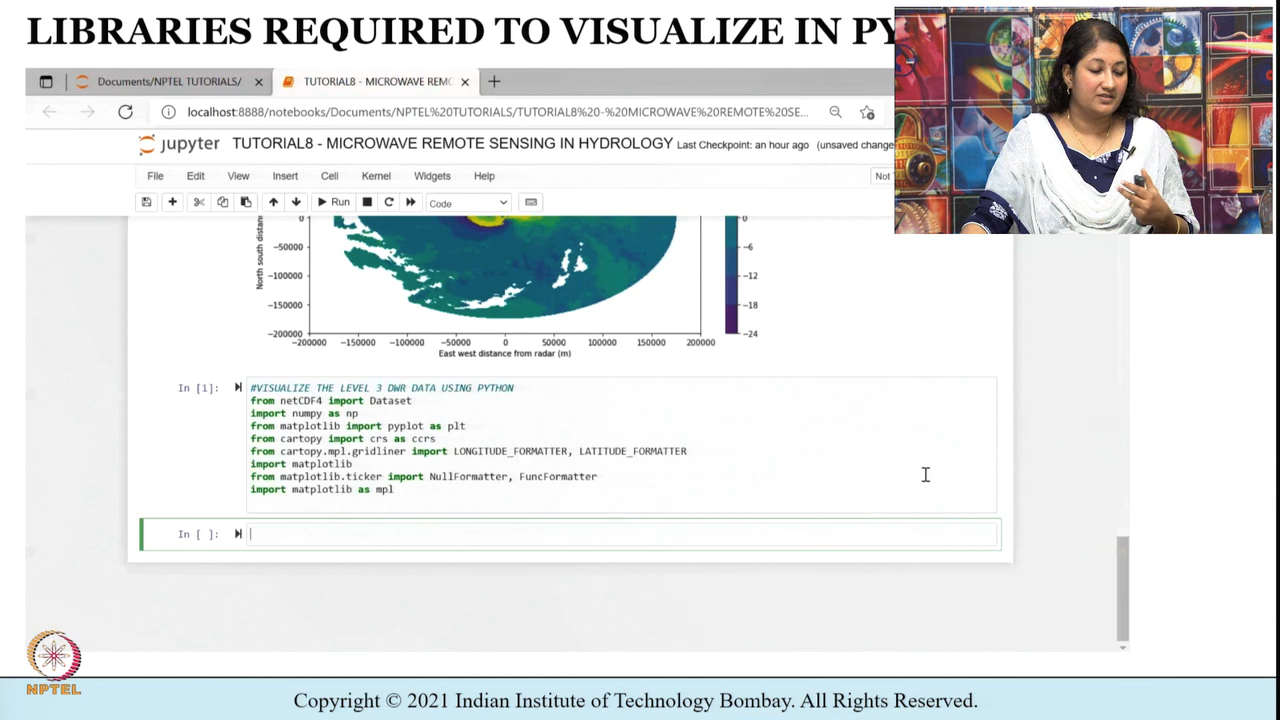 LIBRARIES REQUIRED TO VISUALIZE IN PY
Documents/NPTEL TUTORIALS/
TUTORIAL8 - MICROWAVE REMC
localhost:8888/notebooks/Documents/NPTEL%20TUTORIALS/TUTORIAL8%20-%20MICROWAVE%20REMOTE%20SE...
jupyter TUTORIAL8 - MICROWAVE REMOTE SENSING IN HYDROLOGY Last Checkpoint: an hour ago (unsaved change
File Edit View Insert Cell Kernel Widgets Help Not
Run Code
North south distanc
0
−50000
−100000
−150000
−200000
−200000 −150000 −100000 −50000 0 50000 100000 150000 200000
East west distance from radar (m)
0
−6
−12
−18
−24
In [1]:
#VISUALIZE THE LEVEL 3 DWR DATA USING PYTHON
from netCDF4 import Dataset
import numpy as np
from matplotlib import pyplot as plt
from cartopy import crs as ccrs
from cartopy.mpl.gridliner import LONGITUDE_FORMATTER, LATITUDE_FORMATTER
import matplotlib
from matplotlib.ticker import NullFormatter, FuncFormatter
import matplotlib as mpl
In [ ]:
NPTEL
Copyright © 2021 Indian Institute of Technology Bombay. All Rights Reserved.